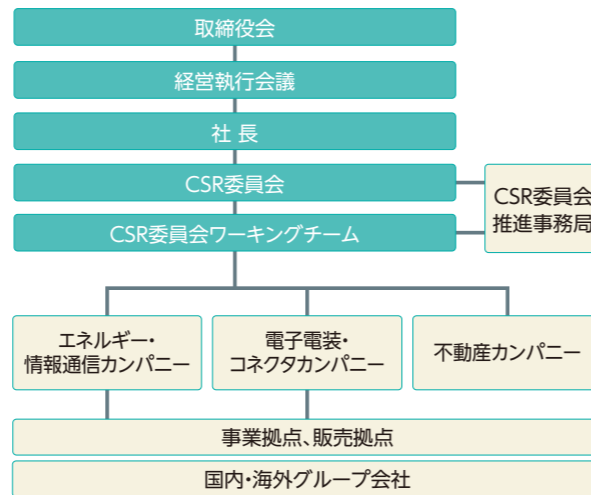 取締役会
経営執行会議
社 長
CSR委員会
CSR委員会
推進事務局
CSR委員会ワーキングチーム
エネルギー・
情報通信カンパニー
電子電装・
コネクタカンパニー
不動産カンパニー
事業拠点、販売拠点
国内・海外グループ会社